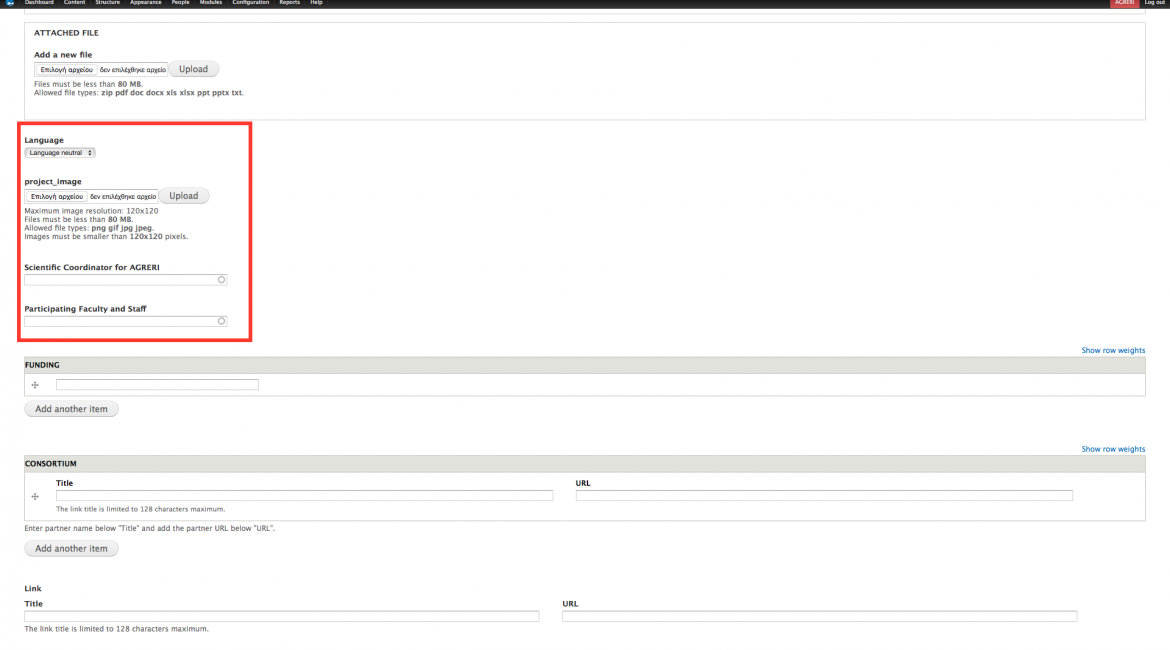 Dashboard Content Structure Appearance People Modules Configuration Reports Help AGRERI Log out
ATTACHED FILE
Add a new file
Επιλογή αρχείου δεν επιλέχθηκε αρχείο Upload
Files must be less than 80 MB.
Allowed file types: zip pdf doc docx xls xlsx ppt pptx txt.
Language
Language neutral
project_image
Επιλογή αρχείου δεν επιλέχθηκε αρχείο Upload
Maximum image resolution: 120x120
Files must be less than 80 MB.
Allowed file types: png gif jpg jpeg.
Images must be smaller than 120x120 pixels.
Scientific Coordinator for AGRERI
Participating Faculty and Staff
Show row weights
FUNDING
Add another item
Show row weights
CONSORTIUM
Title URL
The link title is limited to 128 characters maximum.
Enter partner name below "Title" and add the partner URL below "URL".
Add another item
Link
Title URL
The link title is limited to 128 characters maximum.